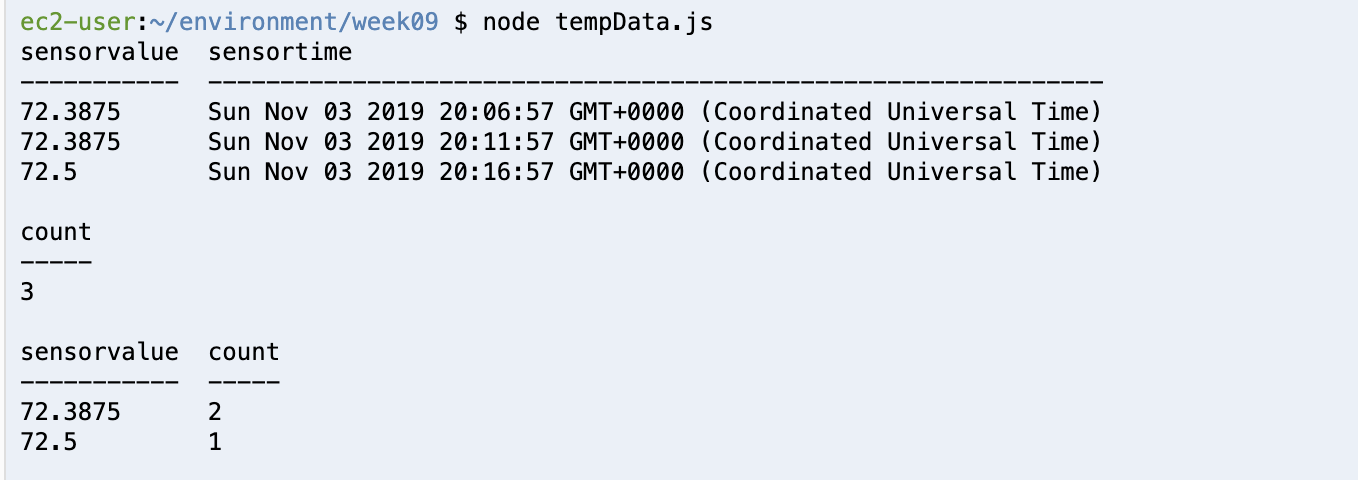 ec2-user:~/environment/week09 $ node tempData.js
sensorvalue  sensortime
-----------  --------------------------------------------------------------
72.3875      Sun Nov 03 2019 20:06:57 GMT+0000 (Coordinated Universal Time)
72.3875      Sun Nov 03 2019 20:11:57 GMT+0000 (Coordinated Universal Time)
72.5         Sun Nov 03 2019 20:16:57 GMT+0000 (Coordinated Universal Time)

count
-----
3

sensorvalue  count
-----------  -----
72.3875      2
72.5         1